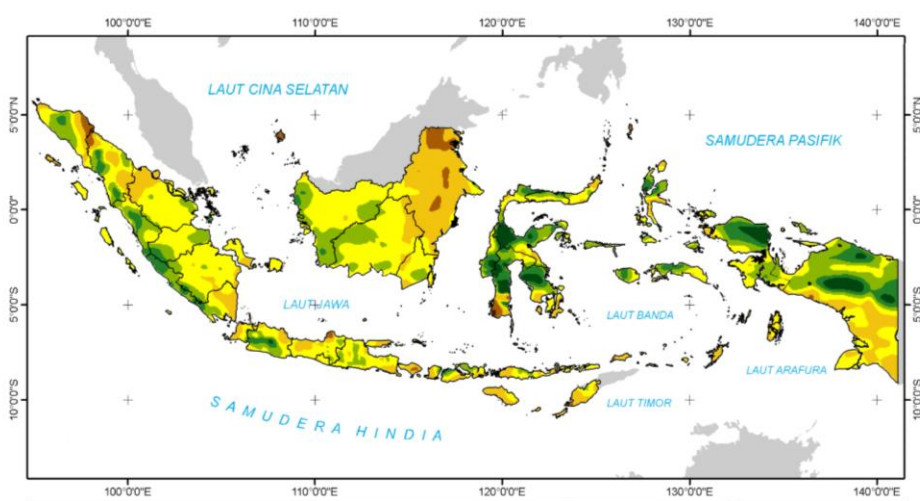 100°0'0"E 110°0'0"E 120°0'0"E 130°0'0"E 140°0'0"E
5°0'0"N 5°0'0"N
LAUT CINA SELATAN
SAMUDERA PASIFIK
0°0'0" 0°0'0"
LAUT JAWA
LAUT BANDA
5°0'0"S 5°0'0"S
LAUT ARAFURA
LAUT TIMOR
10°0'0"S 10°0'0"S
SAMUDERA HINDIA
100°0'0"E 110°0'0"E 120°0'0"E 130°0'0"E 140°0'0"E